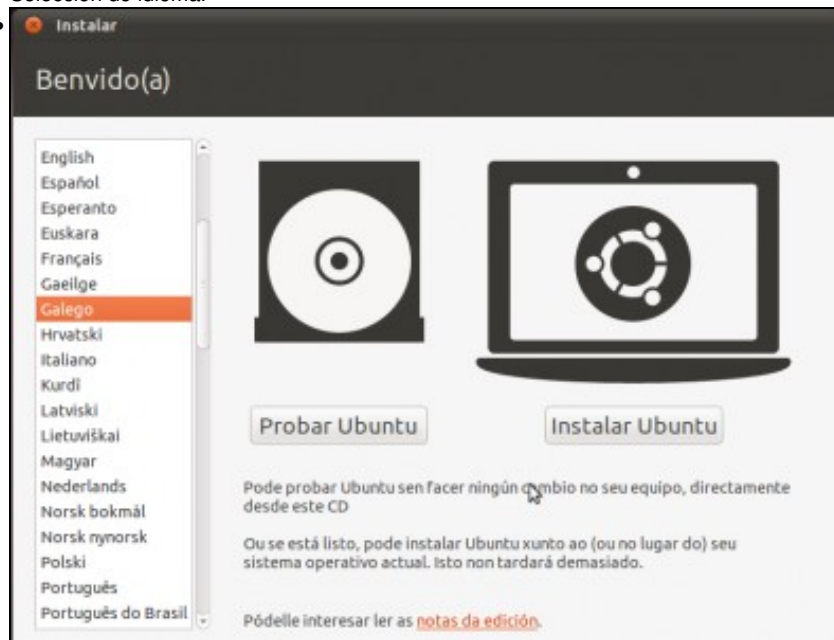 Selección do idioma.
Instalar
Benvido(a)
English
Español
Esperanto
Euskara
Français
Gaeilge
Galego
Hrvatski
Italiano
Kurdî
Latviski
Lietuviškai
Magyar
Nederlands
Norsk bokmål
Norsk nynorsk
Polski
Português
Português do Brasil
Probar Ubuntu
Instalar Ubuntu
Pode probar Ubuntu sen facer ningún cambio no seu equipo, directamente
desde este CD
Ou se está listo, pode instalar Ubuntu xunto ao (ou no lugar do) seu
sistema operativo actual. Isto non tardará demasiado.
Pódelle interesar ler as notas da edición.